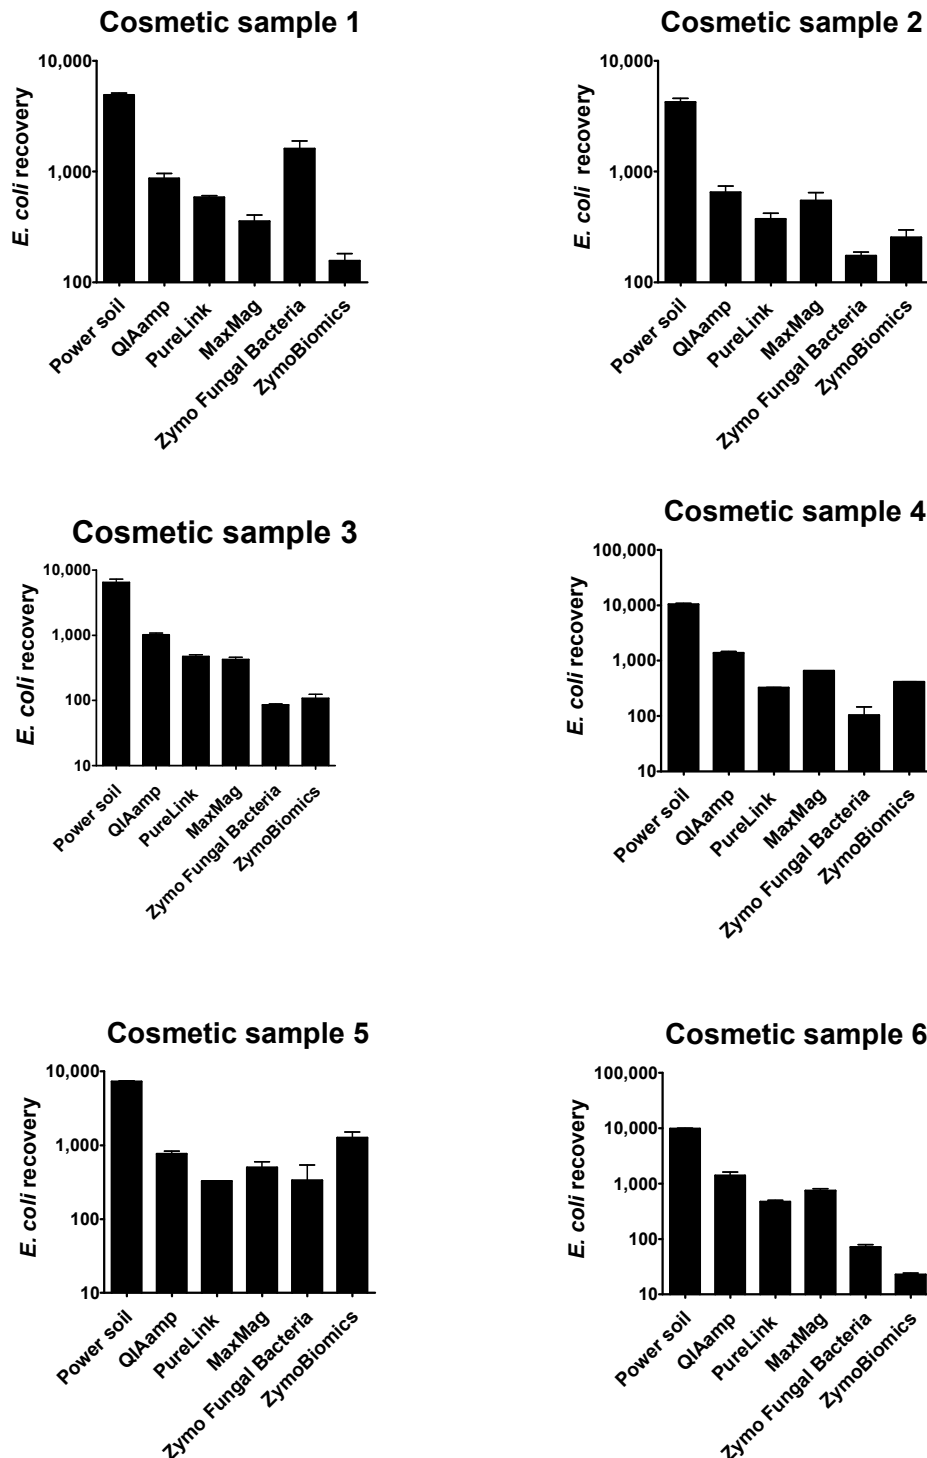 Cosmetic sample 1
E. coli recovery
10,000
1,000
100
Power soil
QIAamp
PureLink
MaxMag
Zymo Fungal Bacteria
ZymoBiomics
Cosmetic sample 2
E. coli recovery
10,000
1,000
100
Power soil
QIAamp
PureLink
MaxMag
Zymo Fungal Bacteria
ZymoBiomics
Cosmetic sample 3
E. coli recovery
10,000
1,000
100
10
Power soil
QIAamp
PureLink
MaxMag
Zymo Fungal Bacteria
ZymoBiomics
Cosmetic sample 4
E. coli recovery
100,000
10,000
1,000
100
10
Power soil
QIAamp
PureLink
MaxMag
Zymo Fungal Bacteria
ZymoBiomics
Cosmetic sample 5
E. coli recovery
10,000
1,000
100
10
Power soil
QIAamp
PureLink
MaxMag
Zymo Fungal Bacteria
ZymoBiomics
Cosmetic sample 6
E. coli recovery
100,000
10,000
1,000
100
10
Power soil
QIAamp
PureLink
MaxMag
Zymo Fungal Bacteria
ZymoBiomics